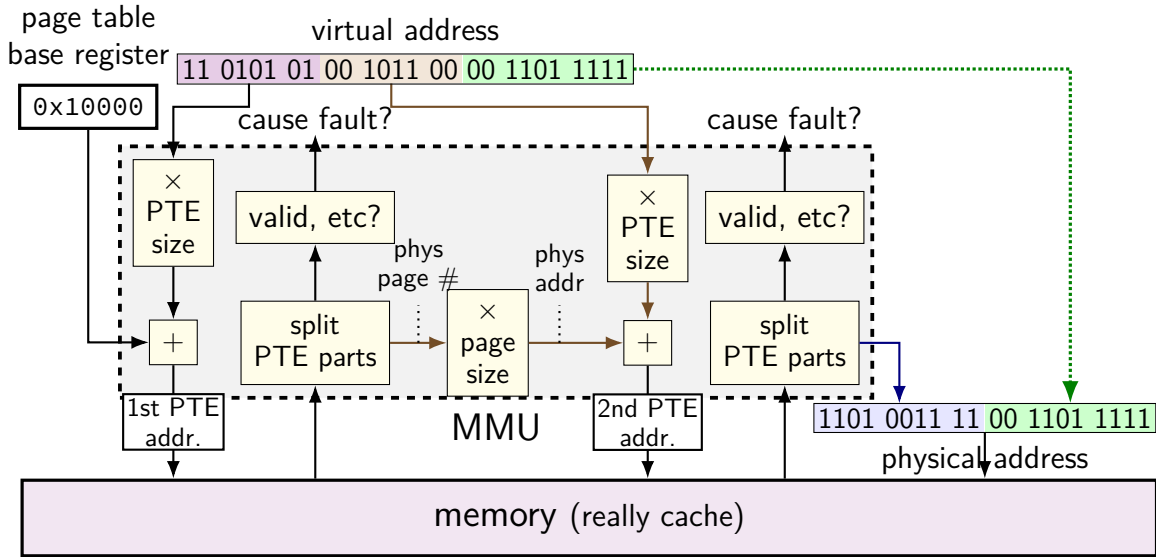 page table
base register
virtual address
11 0101 01 00 1011 00 00 1101 1111
0x10000
cause fault?
cause fault?
×
PTE
size
valid, etc?
×
PTE
size
valid, etc?
phys
page #
phys
addr
+
split
PTE parts
×
page
size
+
split
PTE parts
1st PTE
addr.
MMU
2nd PTE
addr.
1101 0011 11 00 1101 1111
physical address
memory (really cache)